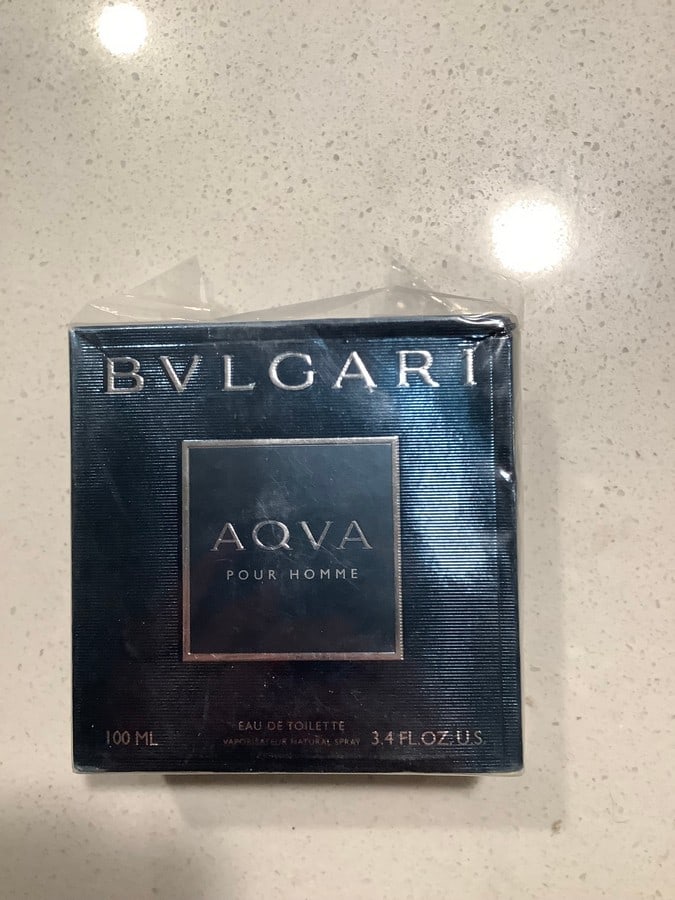 BVLGARI
AQVA
POUR HOMME
EAU DE TOILETTE
100 ML VAPORISATEUR NATURAL SPRAY 3.4 FL.OZ.U.S.